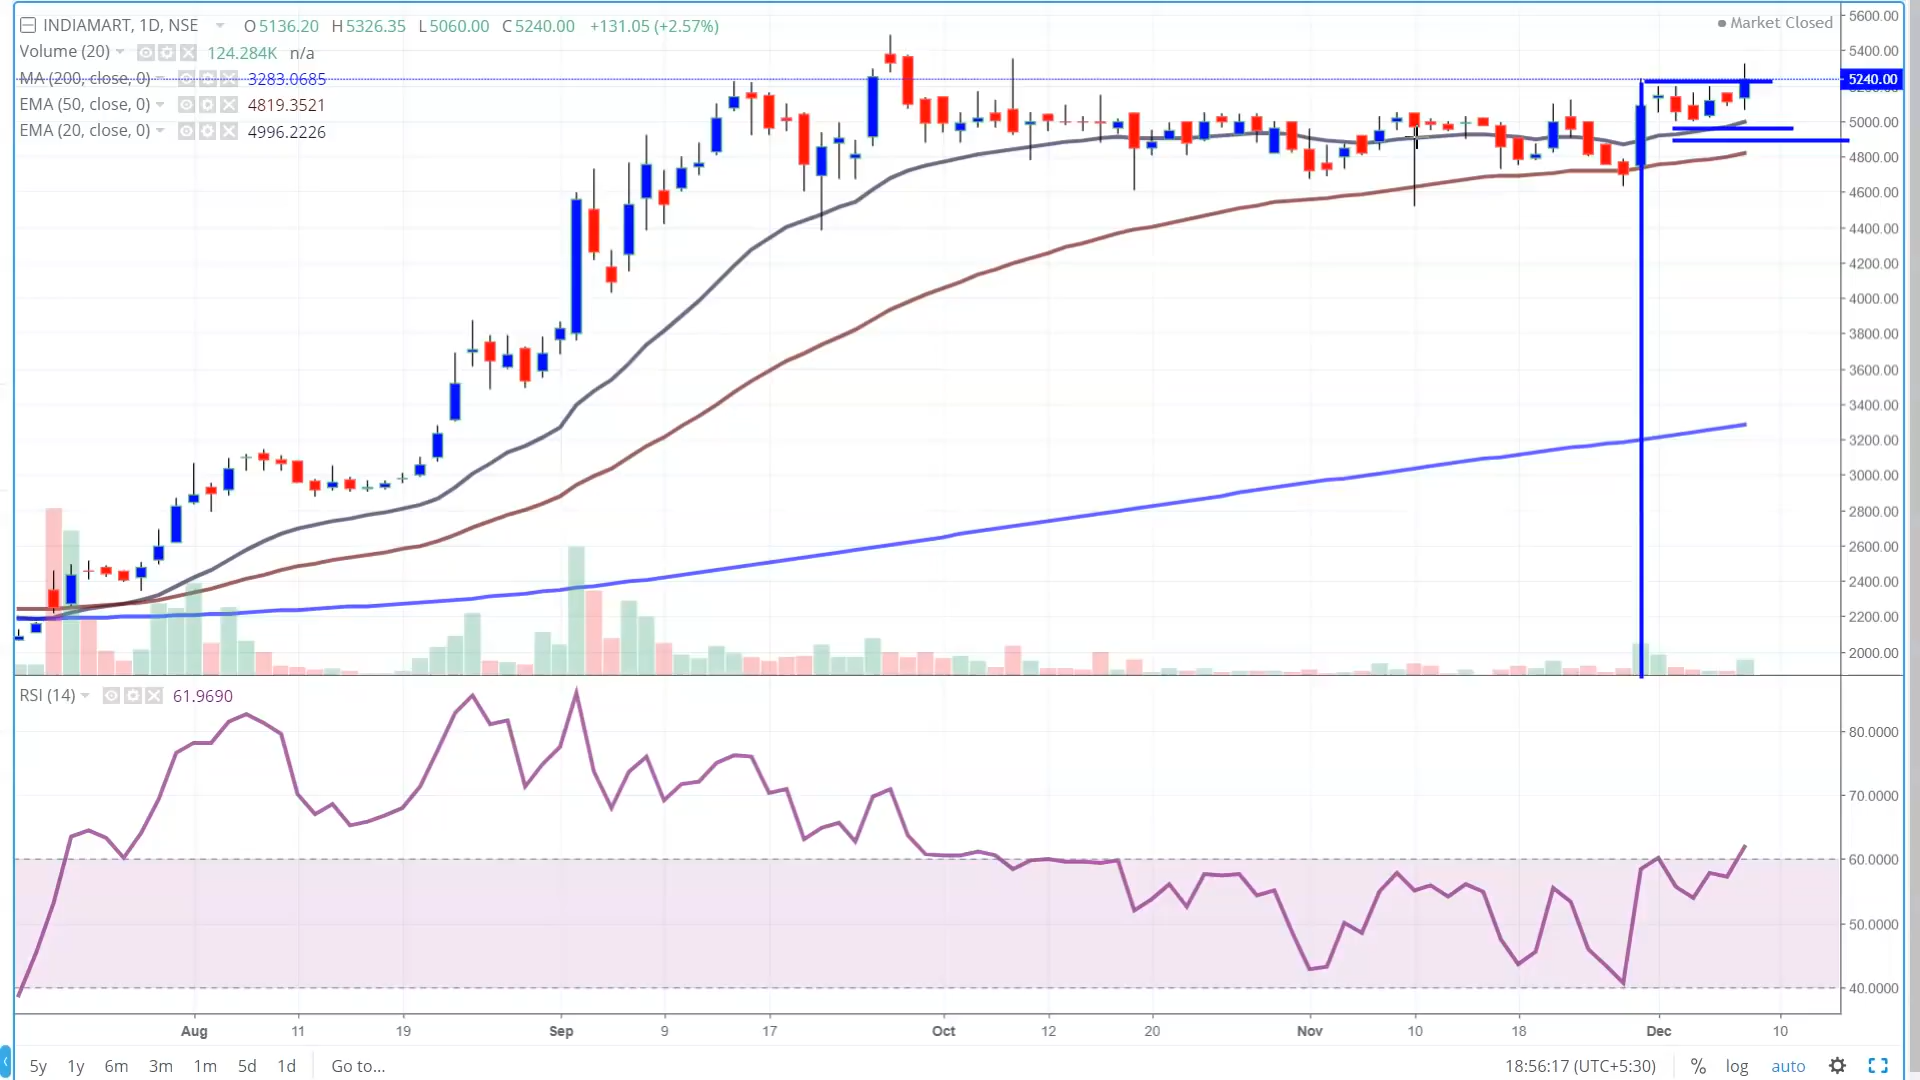 INDIAMART, 1D, NSE O 5136.20 H 5326.35 L 5060.00 C 5240.00 +131.05 (+2.57%)
Market Closed
Volume (20) 124.284K n/a
MA (200, close, 0) 3283.0685
EMA (50, close, 0) 4819.3521
EMA (20, close, 0) 4996.2226
5600.00
5400.00
5240.00
5000.00
4800.00
4600.00
4400.00
4200.00
4000.00
3800.00
3600.00
3400.00
3200.00
3000.00
2800.00
2600.00
2400.00
2200.00
2000.00
RSI (14) 61.9690
80.0000
70.0000
60.0000
50.0000
40.0000
Aug 11 19 Sep 9 17 Oct 12 20 Nov 10 18 Dec 10
5y 1y 6m 3m 1m 5d 1d Go to... 18:56:17 (UTC+5:30) % log auto